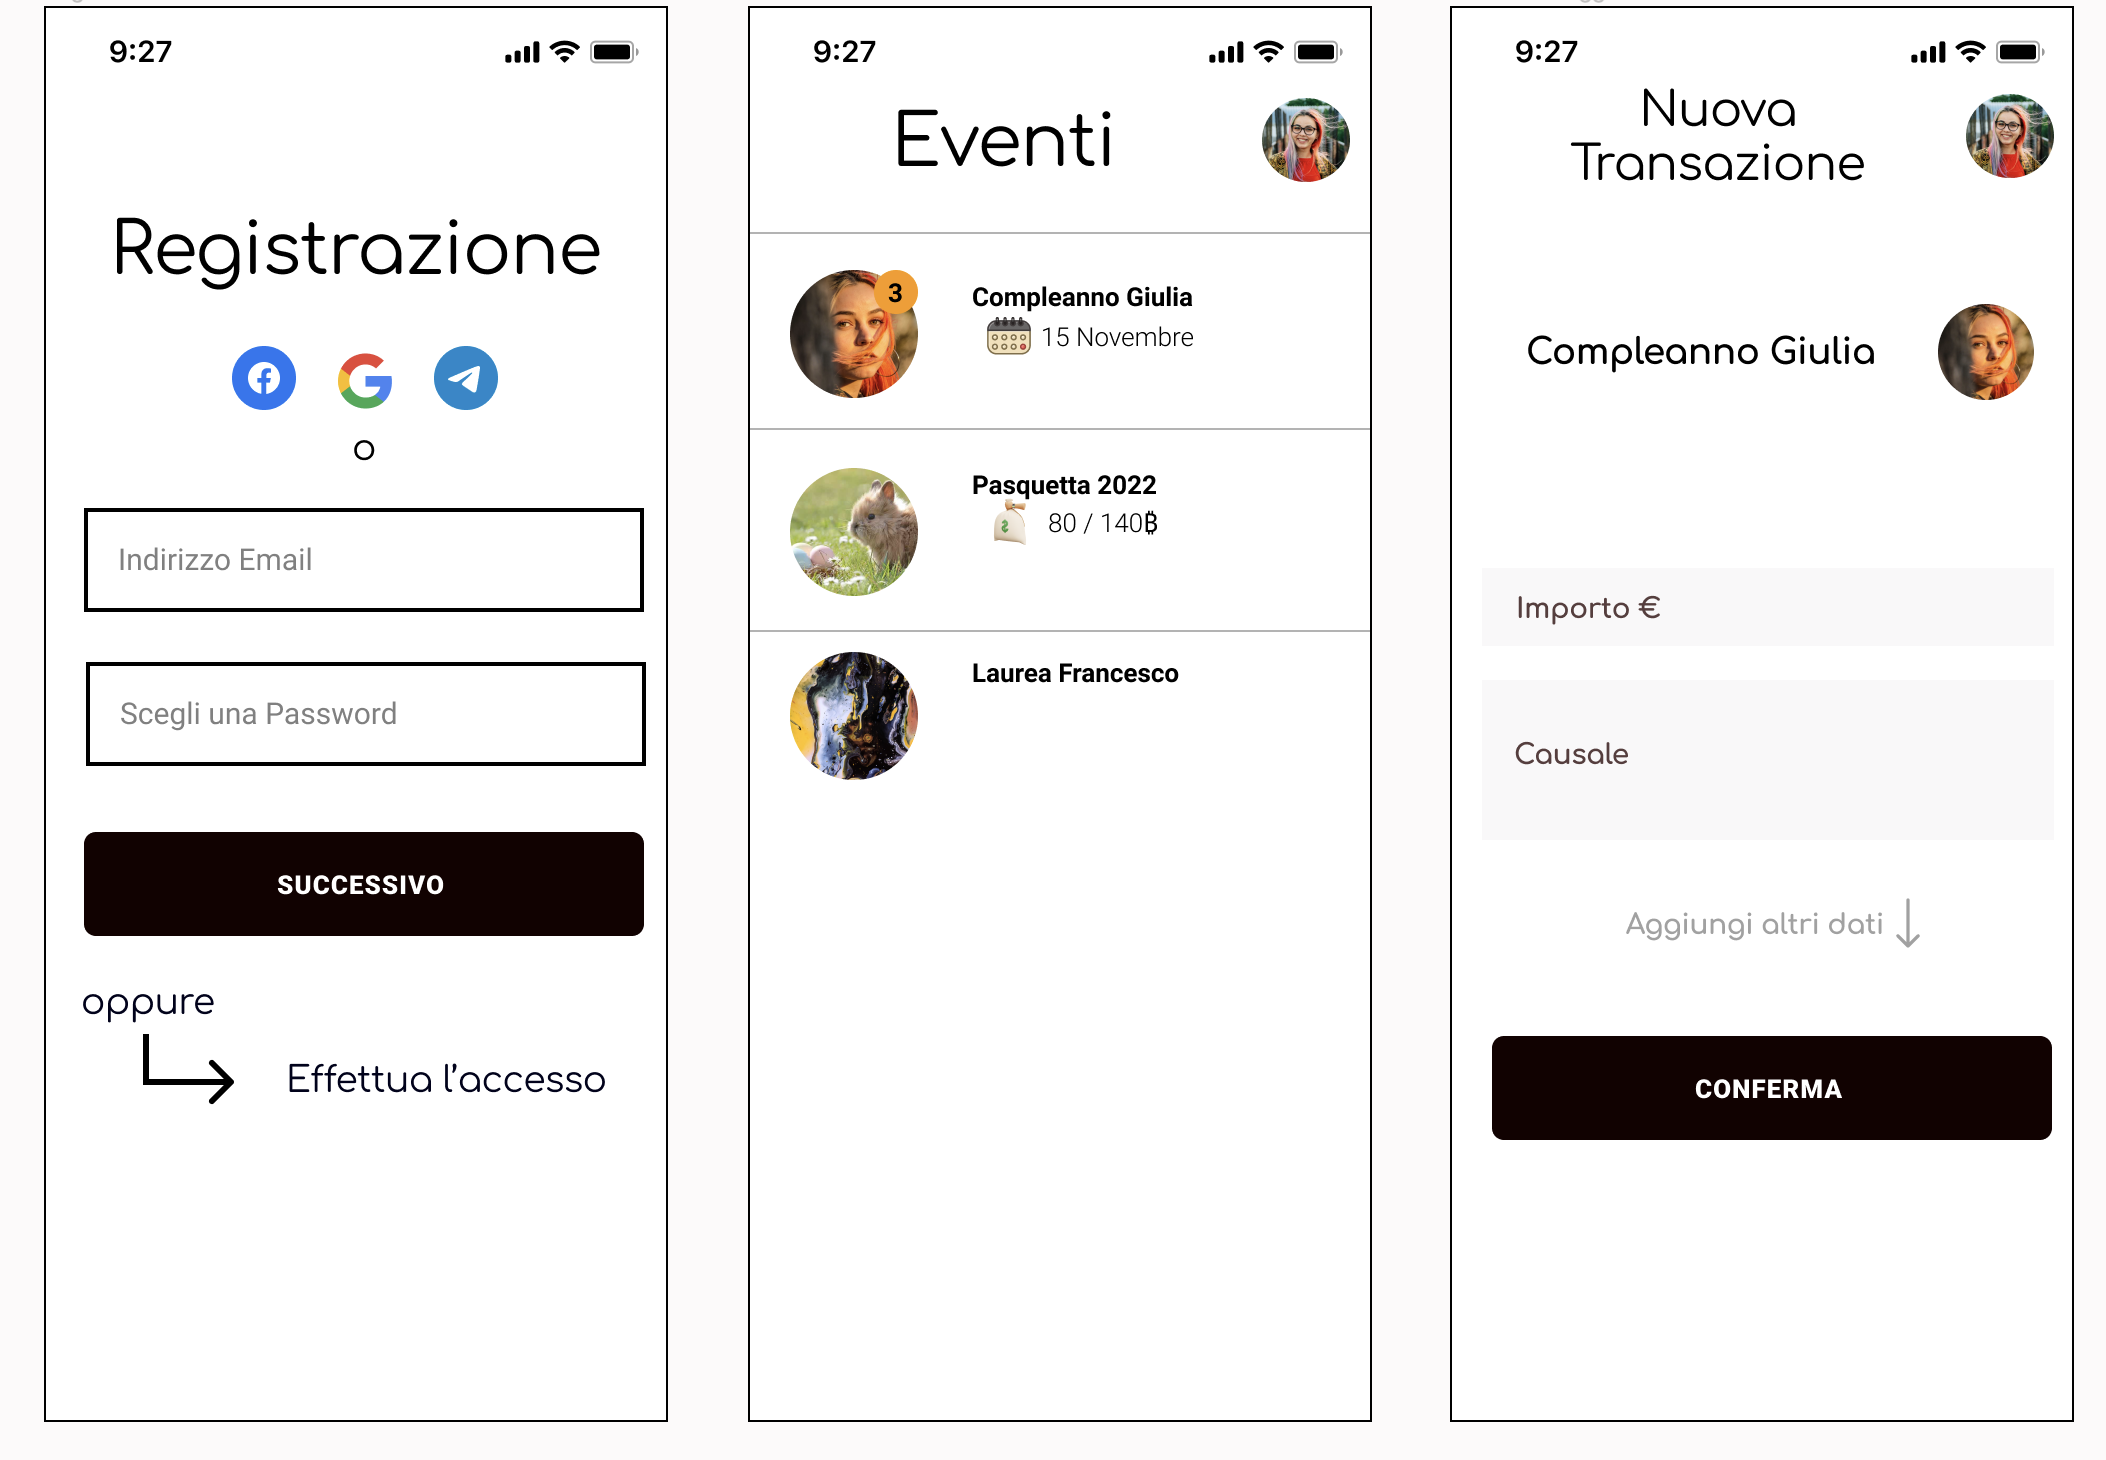 9:27
Registrazione
o
Indirizzo Email
Scegli una Password
SUCCESSIVO
oppure
Effettua l’accesso
9:27
Eventi
3
Compleanno Giulia
15 Novembre
Pasquetta 2022
80 / 140฿
Laurea Francesco
9:27
Nuova
Transazione
Compleanno Giulia
Importo €
Causale
Aggiungi altri dati
CONFERMA